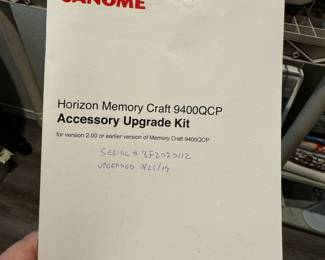 JANOME
Horizon Memory Craft 9400QCP
Accessory Upgrade Kit
for version 2.00 or earlier version of Memory Craft 9400QCP
SERIAL # 8F2020112
UPGRADED 7/25/19